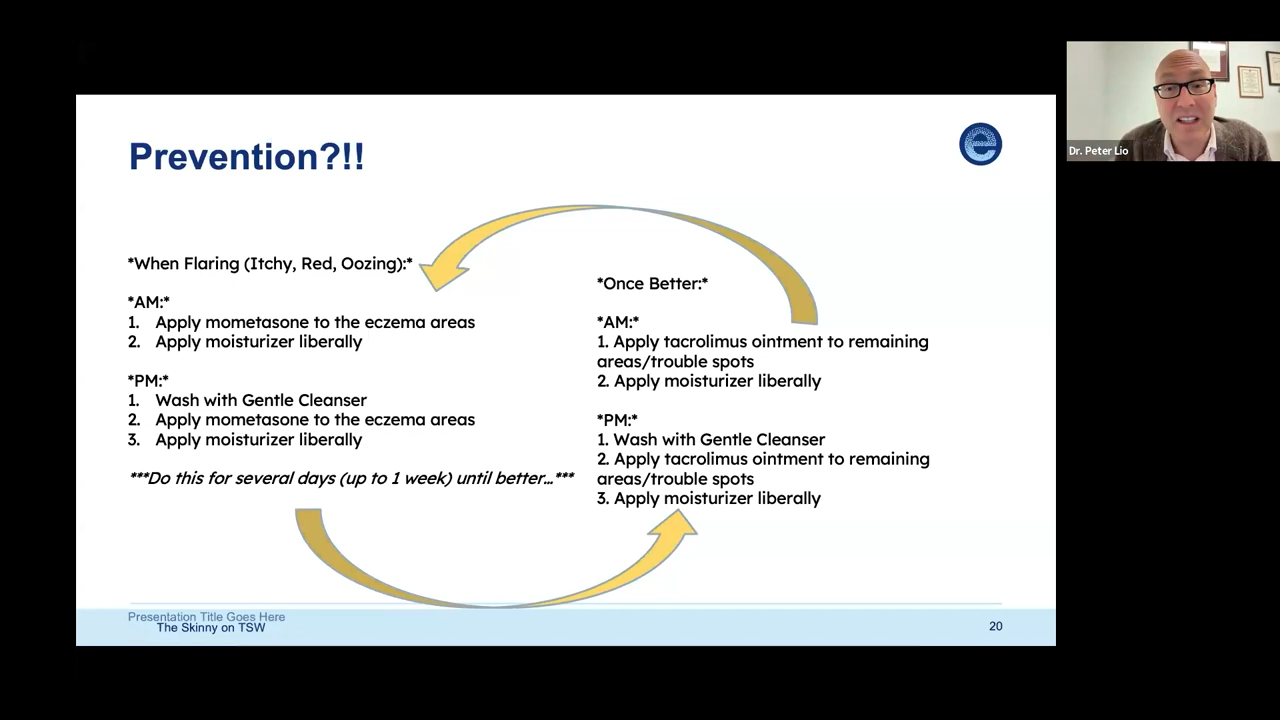 Prevention?!!
*When Flaring (Itchy, Red, Oozing):*
*AM:*
1. Apply mometasone to the eczema areas
2. Apply moisturizer liberally
*PM:*
1. Wash with Gentle Cleanser
2. Apply mometasone to the eczema areas
3. Apply moisturizer liberally
***Do this for several days (up to 1 week) until better...***
*Once Better:*
*AM:*
1. Apply tacrolimus ointment to remaining
areas/trouble spots
2. Apply moisturizer liberally
*PM:*
1. Wash with Gentle Cleanser
2. Apply tacrolimus ointment to remaining
areas/trouble spots
3. Apply moisturizer liberally
Presentation Title Goes Here
The Skinny on TSW
20
Dr. Peter Lio